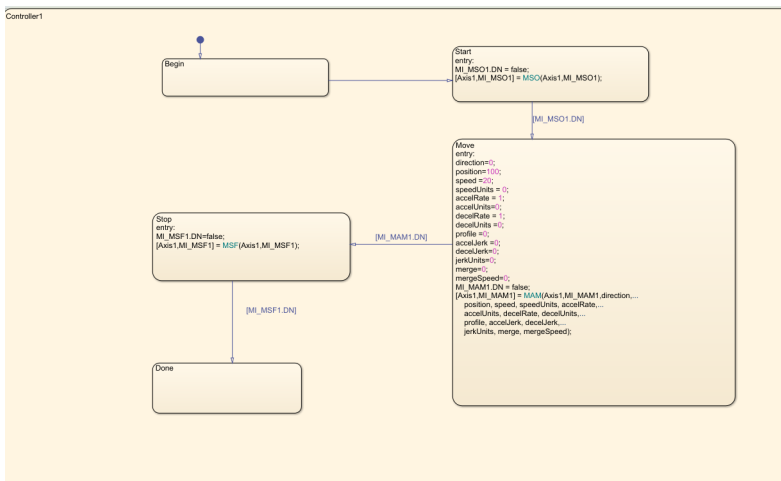 Controller1
Begin
Start
entry:
MI_MSO1.DN = false;
[Axis1,MI_MSO1] = MSO(Axis1,MI_MSO1);
[MI_MSO1.DN]
Move
entry:
direction=0;
position=100;
speed =20;
speedUnits = 0;
accelRate = 1;
accelUnits=0;
decelRate = 1;
decelUnits =0;
profile =0;
accelJerk =0;
decelJerk=0;
jerkUnits=0;
merge=0;
mergeSpeed=0;
MI_MAM1.DN = false;
[Axis1,MI_MAM1] = MAM(Axis1,MI_MAM1,direction,...
position, speed, speedUnits, accelRate,...
accelUnits, decelRate, decelUnits,...
profile, accelJerk, decelJerk,...
jerkUnits, merge, mergeSpeed);
[MI_MAM1.DN]
Stop
entry:
MI_MSF1.DN=false;
[Axis1,MI_MSF1] = MSF(Axis1,MI_MSF1);
[MI_MSF1.DN]
Done